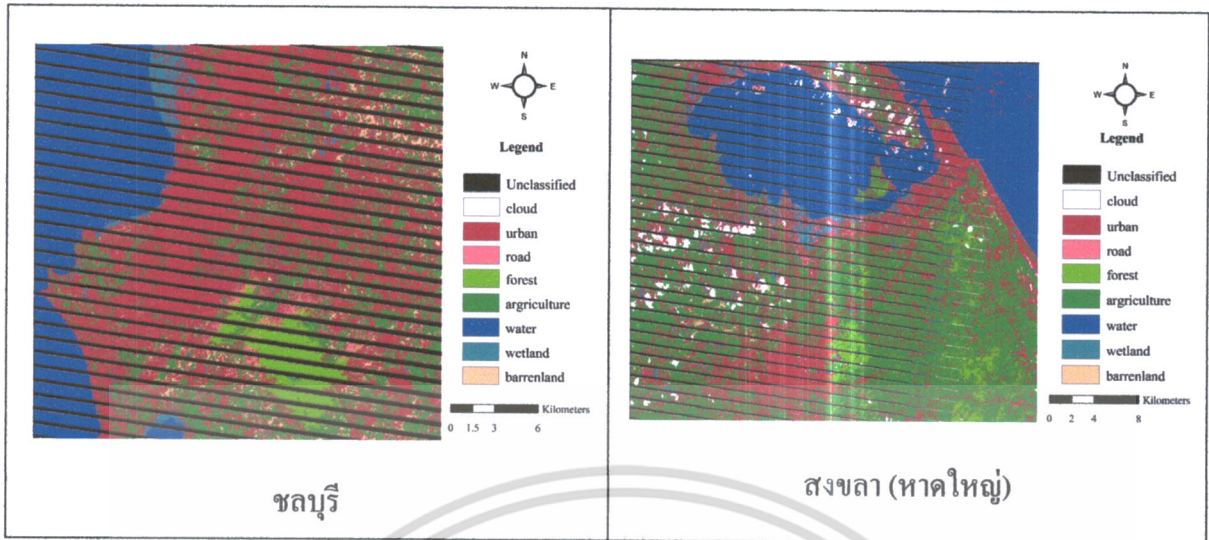 N
W E
S
Legend
Unclassified
cloud
urban
road
forest
argriculture
water
wetland
barrenland
Kilometers
0 1.5 3 6
ชลบุรี
N
W E
S
Legend
Unclassified
cloud
urban
road
forest
argriculture
water
wetland
barrenland
Kilometers
0 2 4 8
สงขลา (หาดใหญ่)